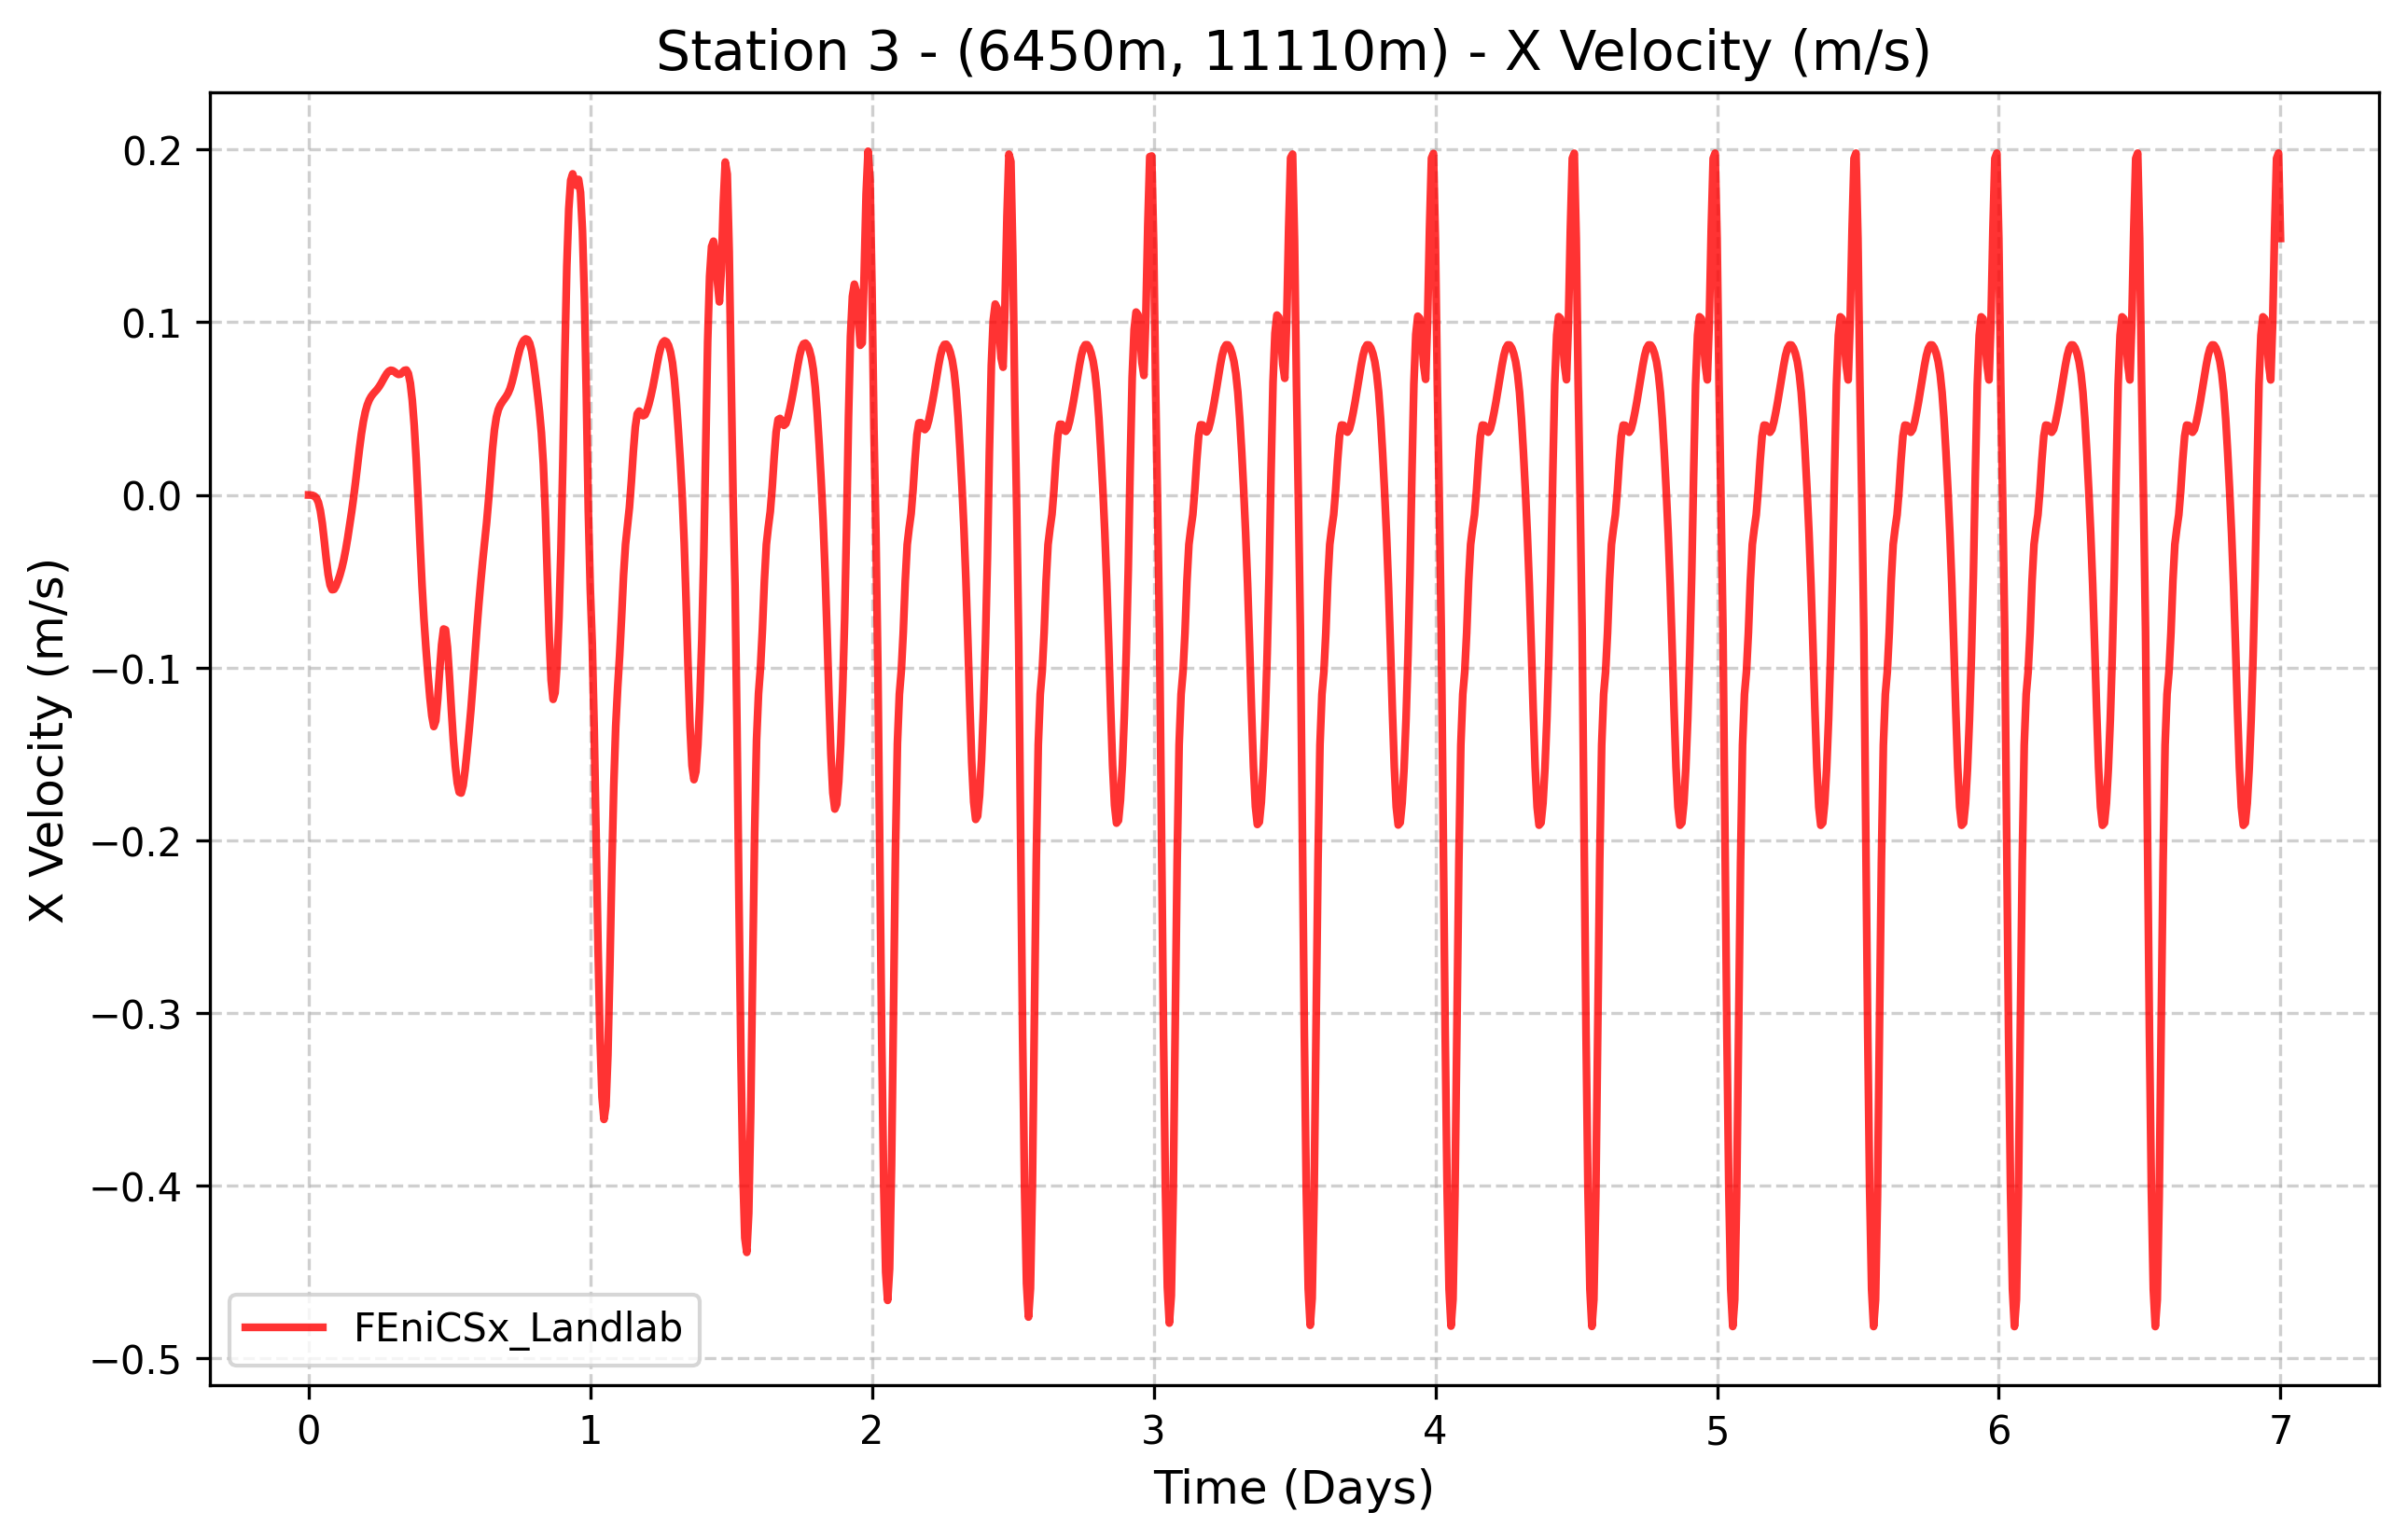 Station 3 - (6450m, 11110m) - X Velocity (m/s)
X Velocity (m/s)
0.2
0.1
0.0
−0.1
−0.2
−0.3
−0.4
−0.5
FEniCSx_Landlab
0 1 2 3 4 5 6 7
Time (Days)